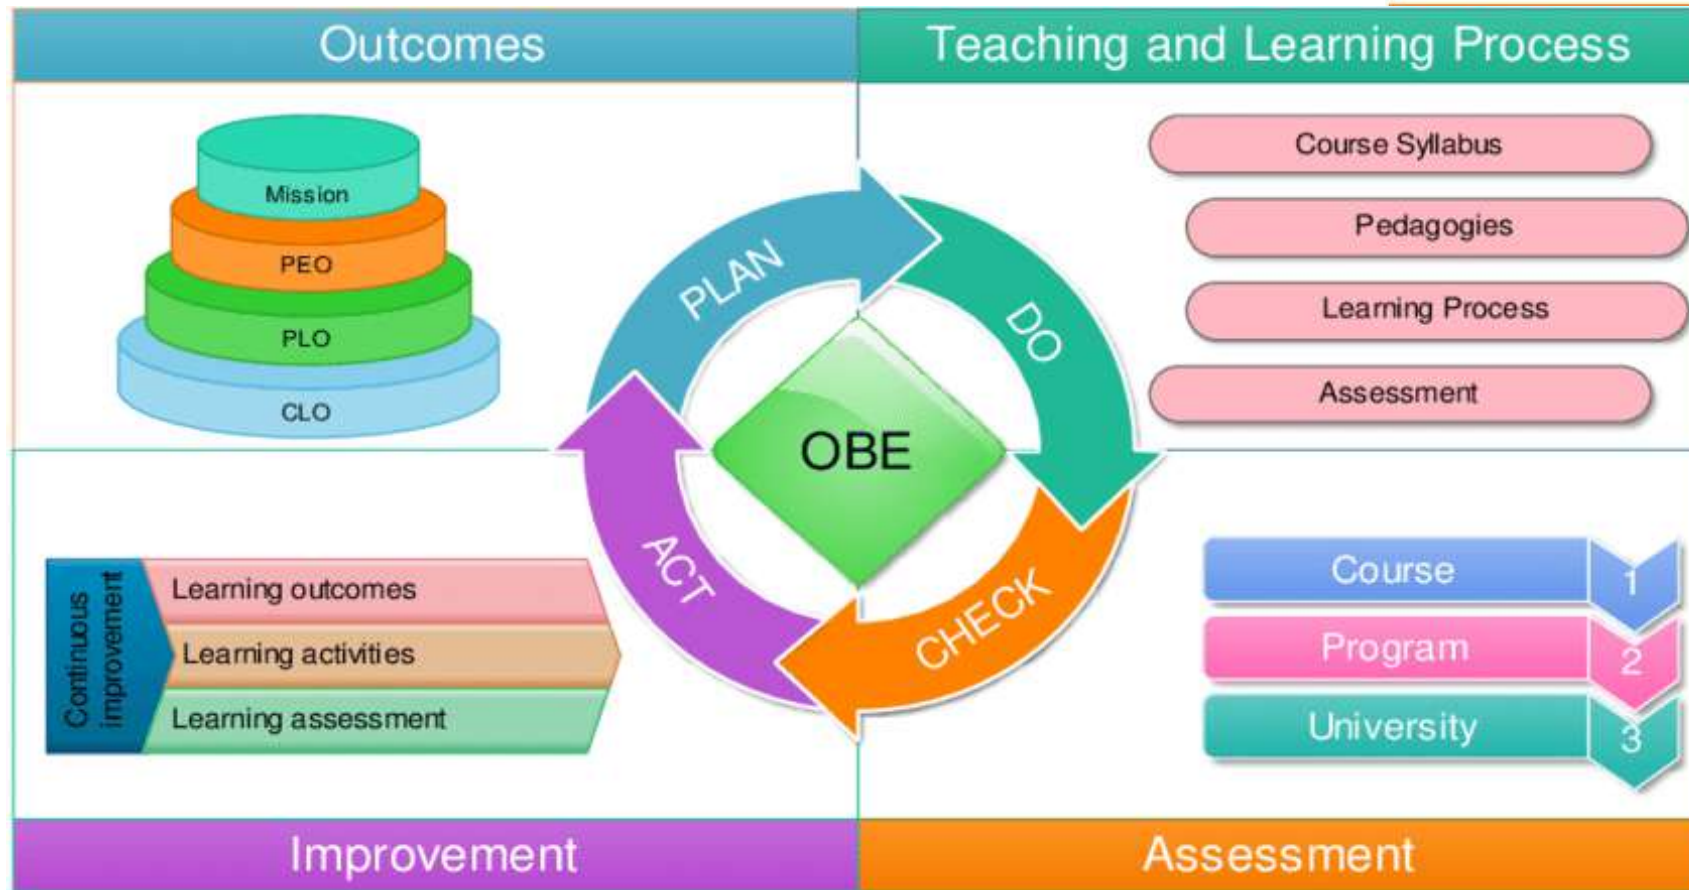 Outcomes
Teaching and Learning Process
Mission
PEO
PLO
CLO
Course Syllabus
Pedagogies
Learning Process
Assessment
PLAN
DO
CHECK
ACT
OBE
Continuous
improvement
Learning outcomes
Learning activities
Learning assessment
Course 1
Program 2
University 3
Improvement
Assessment